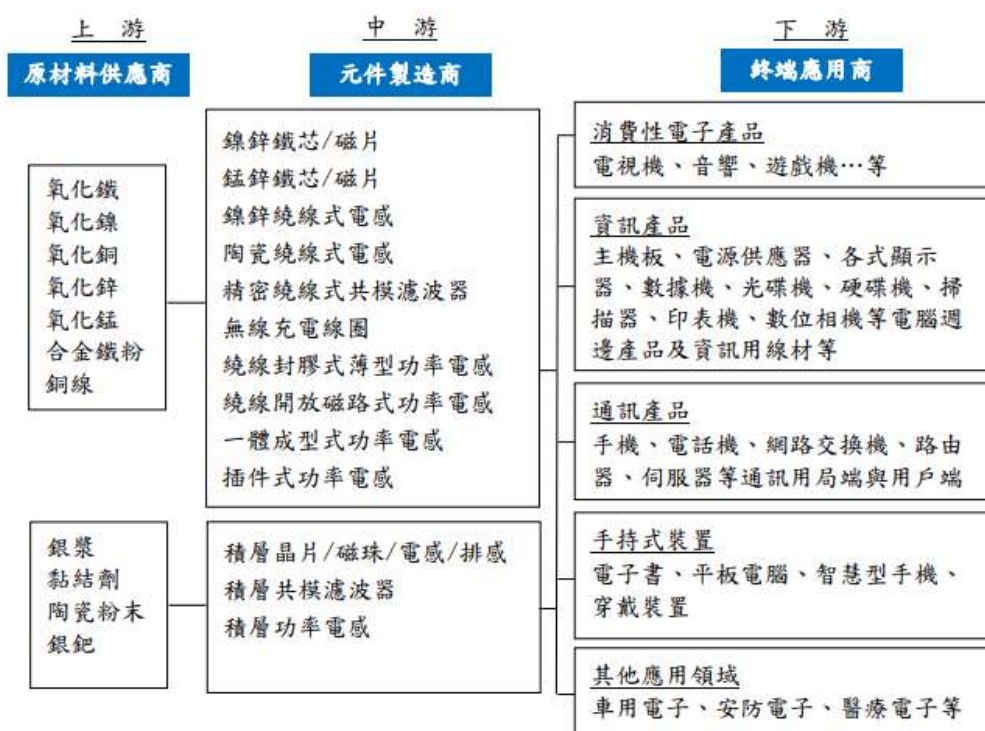 上 游
原材料供應商
氧化鐵
氧化鎳
氧化銅
氧化鋅
氧化錳
合金鐵粉
銅線
銀漿
黏結劑
陶瓷粉末
銀鈀
中 游
元件製造商
鎳鋅鐵芯/磁片
錳鋅鐵芯/磁片
鎳鋅繞線式電感
陶瓷繞線式電感
精密繞線式共模濾波器
無線充電線圈
繞線封膠式薄型功率電感
繞線開放磁路式功率電感
一體成型式功率電感
插件式功率電感
積層晶片/磁珠/電感/排感
積層共模濾波器
積層功率電感
下 游
終端應用商
消費性電子產品
電視機、音響、遊戲機…等
資訊產品
主機板、電源供應器、各式顯示
器、數據機、光碟機、硬碟機、掃
描器、印表機、數位相機等電腦週
邊產品及資訊用線材等
通訊產品
手機、電話機、網路交換機、路由
器、伺服器等通訊用局端與用戶端
手持式裝置
電子書、平板電腦、智慧型手機、
穿戴裝置
其他應用領域
車用電子、安防電子、醫療電子等